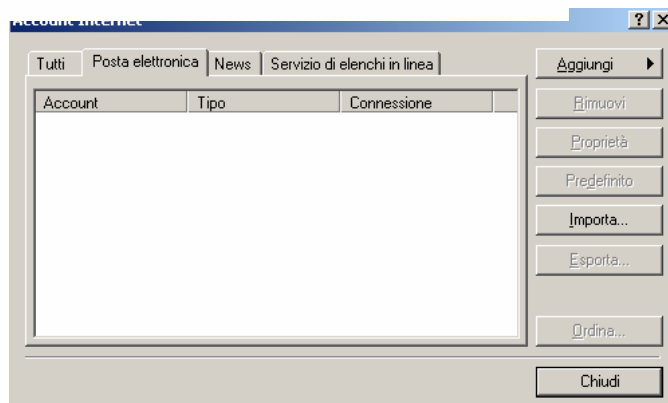 Account Internet
?
Tutti Posta elettronica News Servizio di elenchi in linea
Aggiungi
Account Tipo Connessione
Rimuovi
Proprietà
Predefinito
Importa...
Esporta...
Ordina...
Chiudi